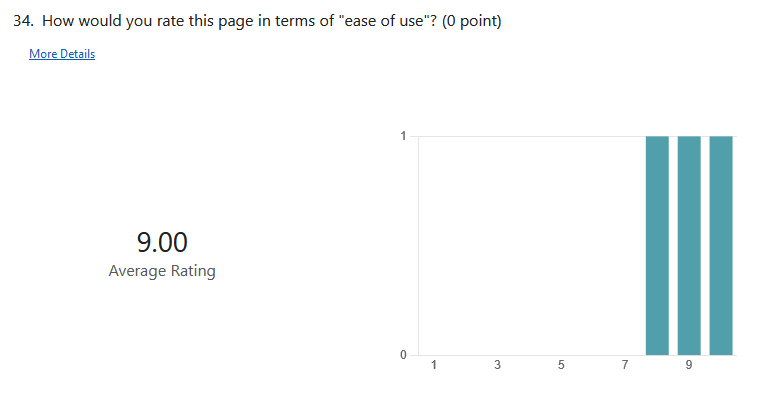 34. How would you rate this page in terms of "ease of use"? (0 point)
More Details
1
9.00
Average Rating
0
1 3 5 7 9